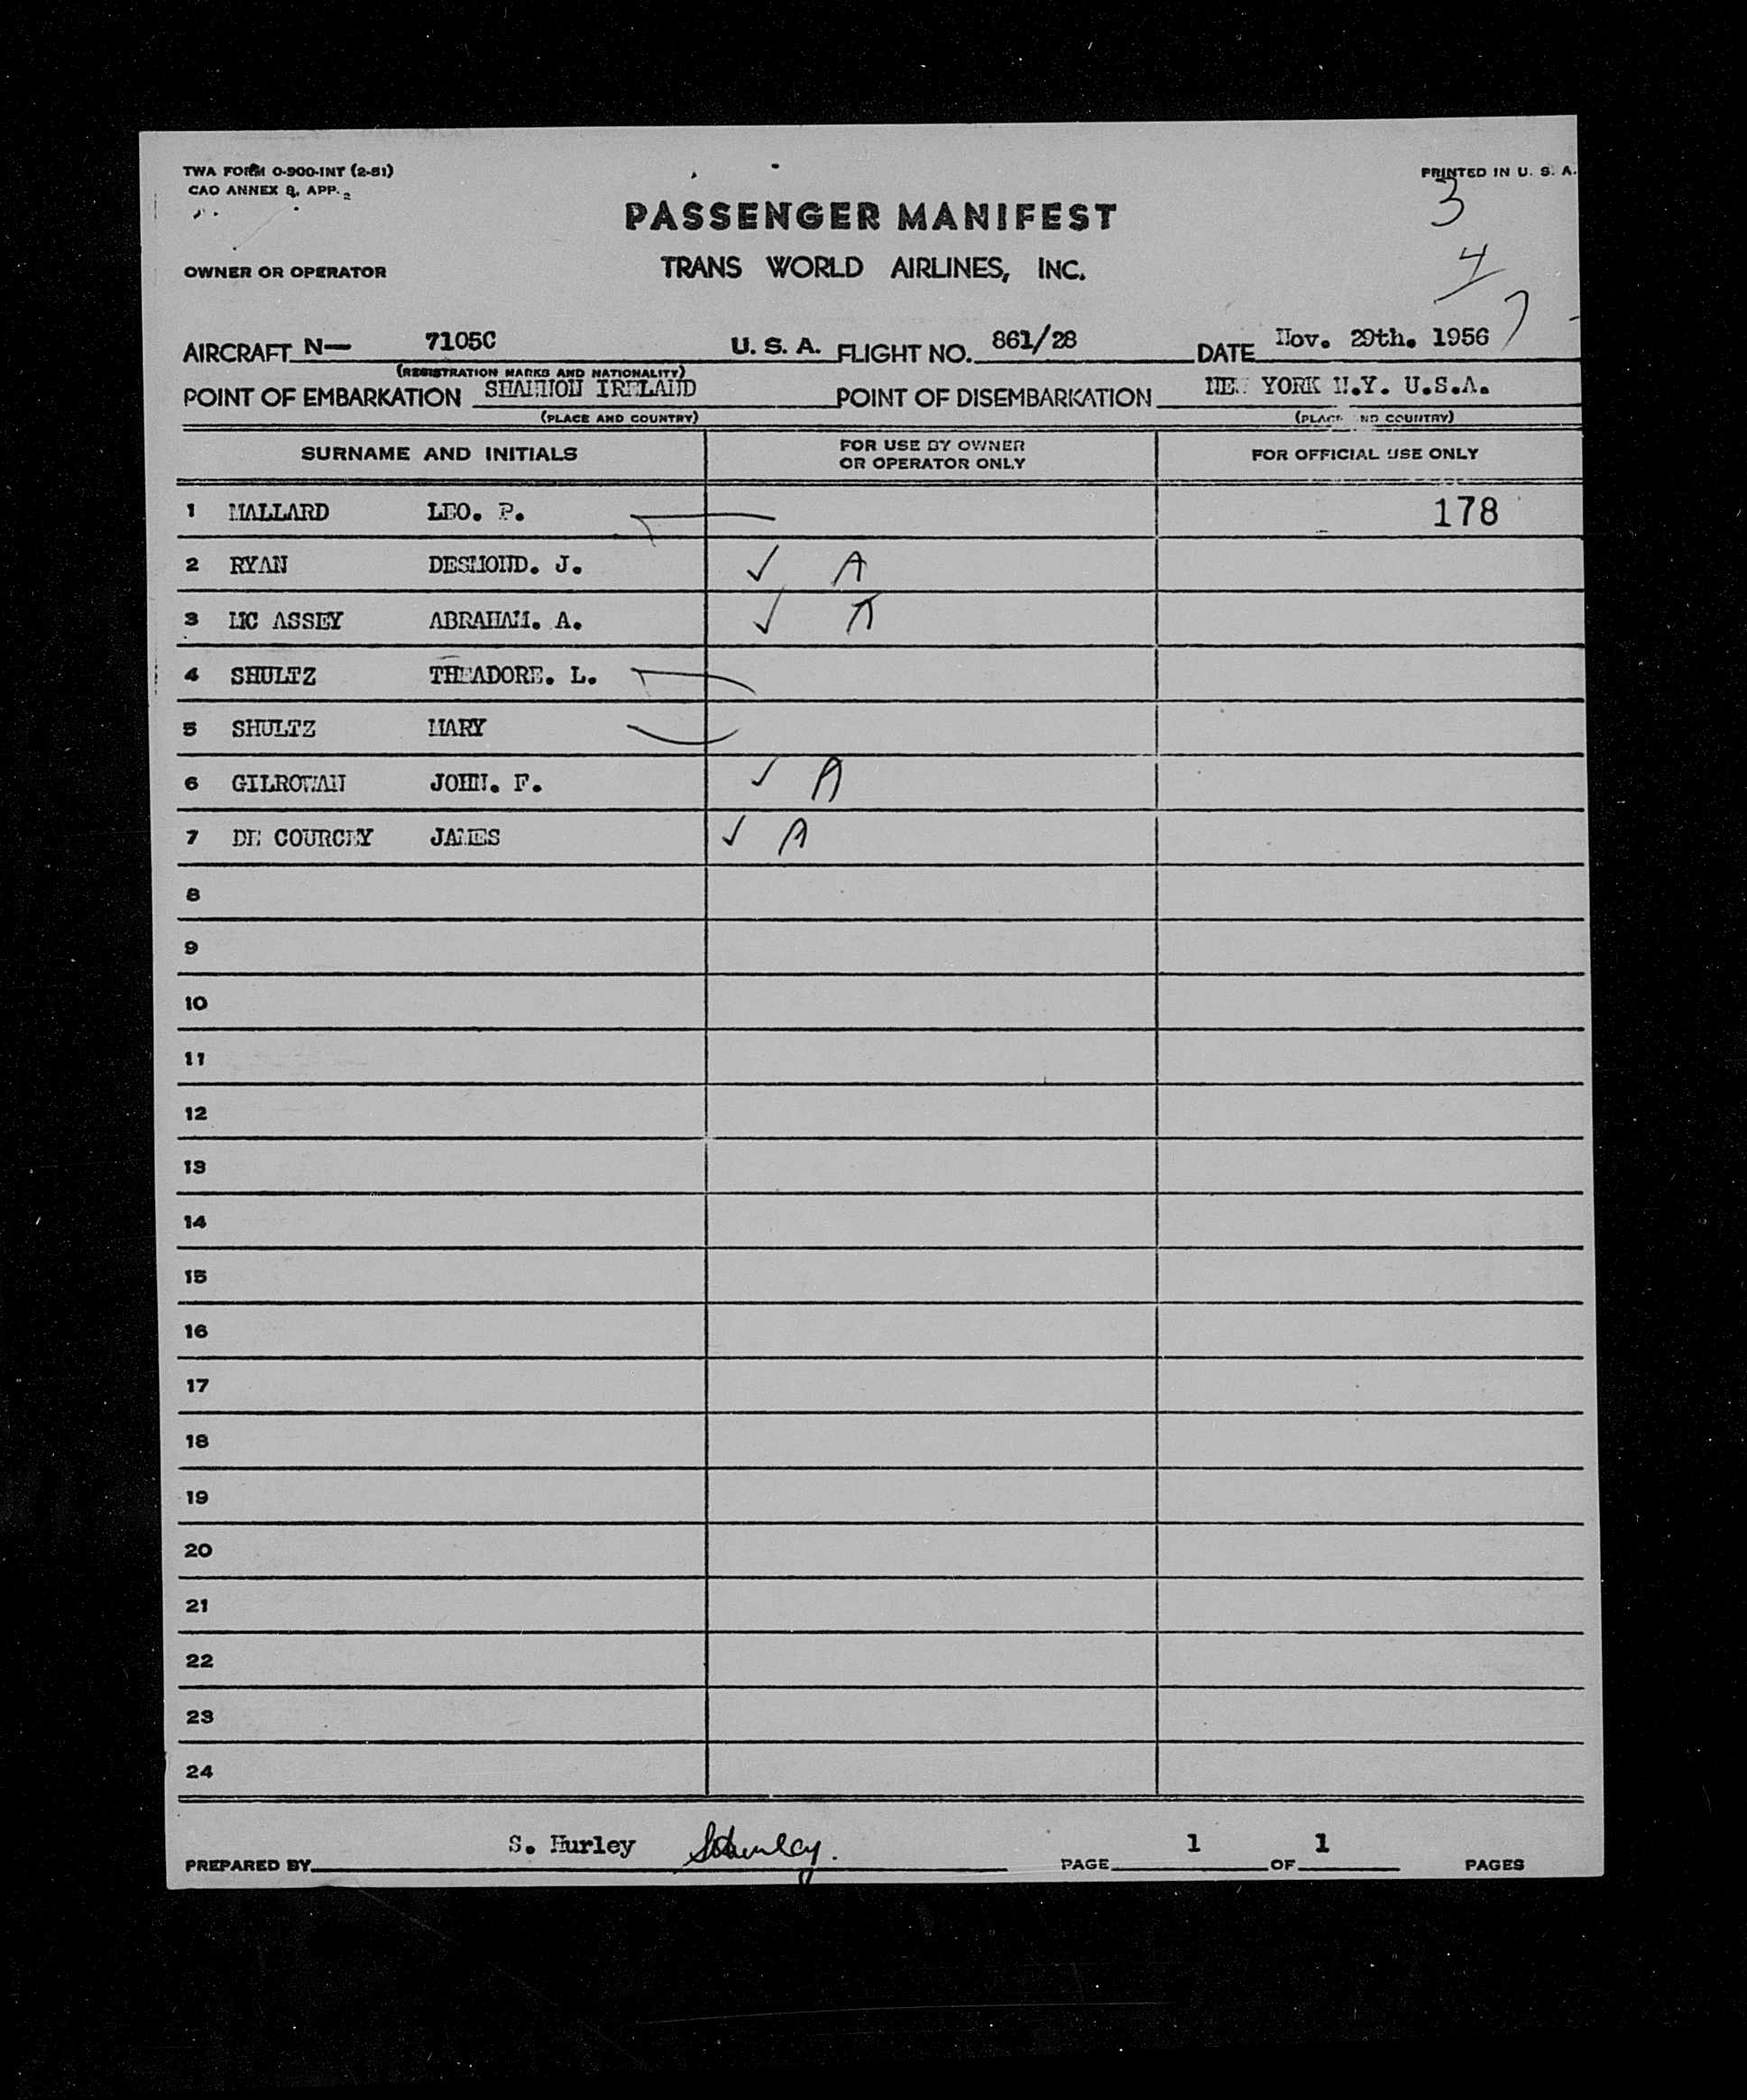 TWA FORM O-900-INT (2-51) PRINTED IN U. S. A.
CAO ANNEX 9, APP. 2
3
PASSENGER MANIFEST
4
OWNER OR OPERATOR TRANS WORLD AIRLINES, INC.
7
AIRCRAFT N— 7105C U. S. A. FLIGHT NO. 861/28 DATE Nov. 29th. 1956
(REGISTRATION MARKS AND NATIONALITY)
POINT OF EMBARKATION SHANNON IRELAND POINT OF DISEMBARKATION NEW YORK N.Y. U.S.A.
(PLACE AND COUNTRY) (PLACE AND COUNTRY)
SURNAME AND INITIALS FOR USE BY OWNER OR OPERATOR ONLY FOR OFFICIAL USE ONLY
1 MALLARD LEO. P. 178
2 RYAN DESMOND. J. ✓ A
3 MC ASSEY ABRAHAM. A. ✓ A
4 SHULTZ THEADORE. L.
5 SHULTZ MARY
6 GILROWAN JOHN. F. ✓ A
7 DE COURCEY JAMES ✓ A
8
9
10
11
12
13
14
15
16
17
18
19
20
21
22
23
24
PREPARED BY S. Hurley SHurley. PAGE 1 OF 1 PAGES